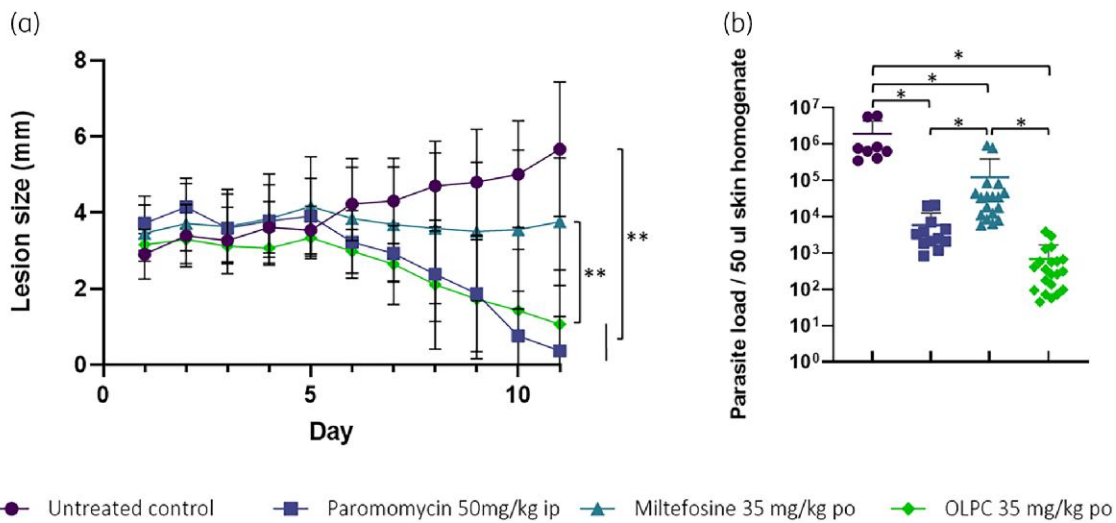 (a)
(b)
8
6
4
2
0
Lesion size (mm)
**
**
0
5
10
Day
*
*
*
*
*
10⁷
10⁶
10⁵
10⁴
10³
10²
10¹
10⁰
Parasite load / 50 ul skin homogenate
Untreated control
Paromomycin 50mg/kg ip
Miltefosine 35 mg/kg po
OLPC 35 mg/kg po